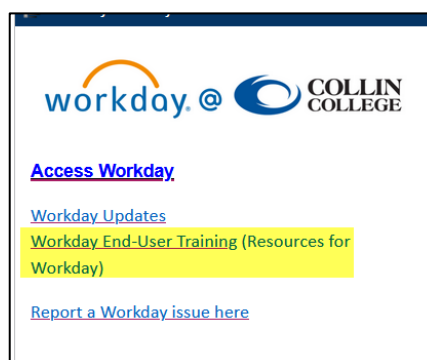 workday. @ COLLIN
COLLEGE
Access Workday
Workday Updates
Workday End-User Training (Resources for
Workday)
Report a Workday issue here